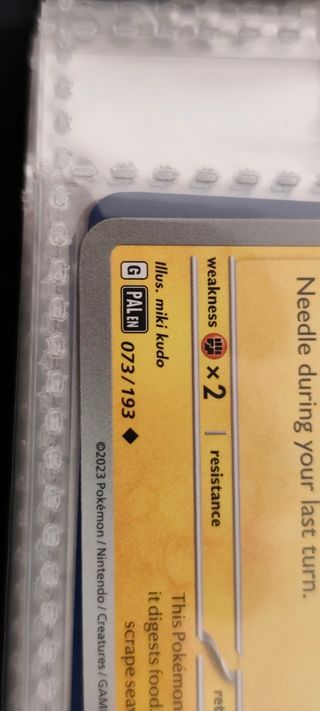 Needle during your last turn.
weakness ×2 resistance ret
Illus. miki kudo
G PAL EN 073/193
This Pokémon
it digests food
scrape sea
©2023 Pokémon / Nintendo / Creatures / GAM